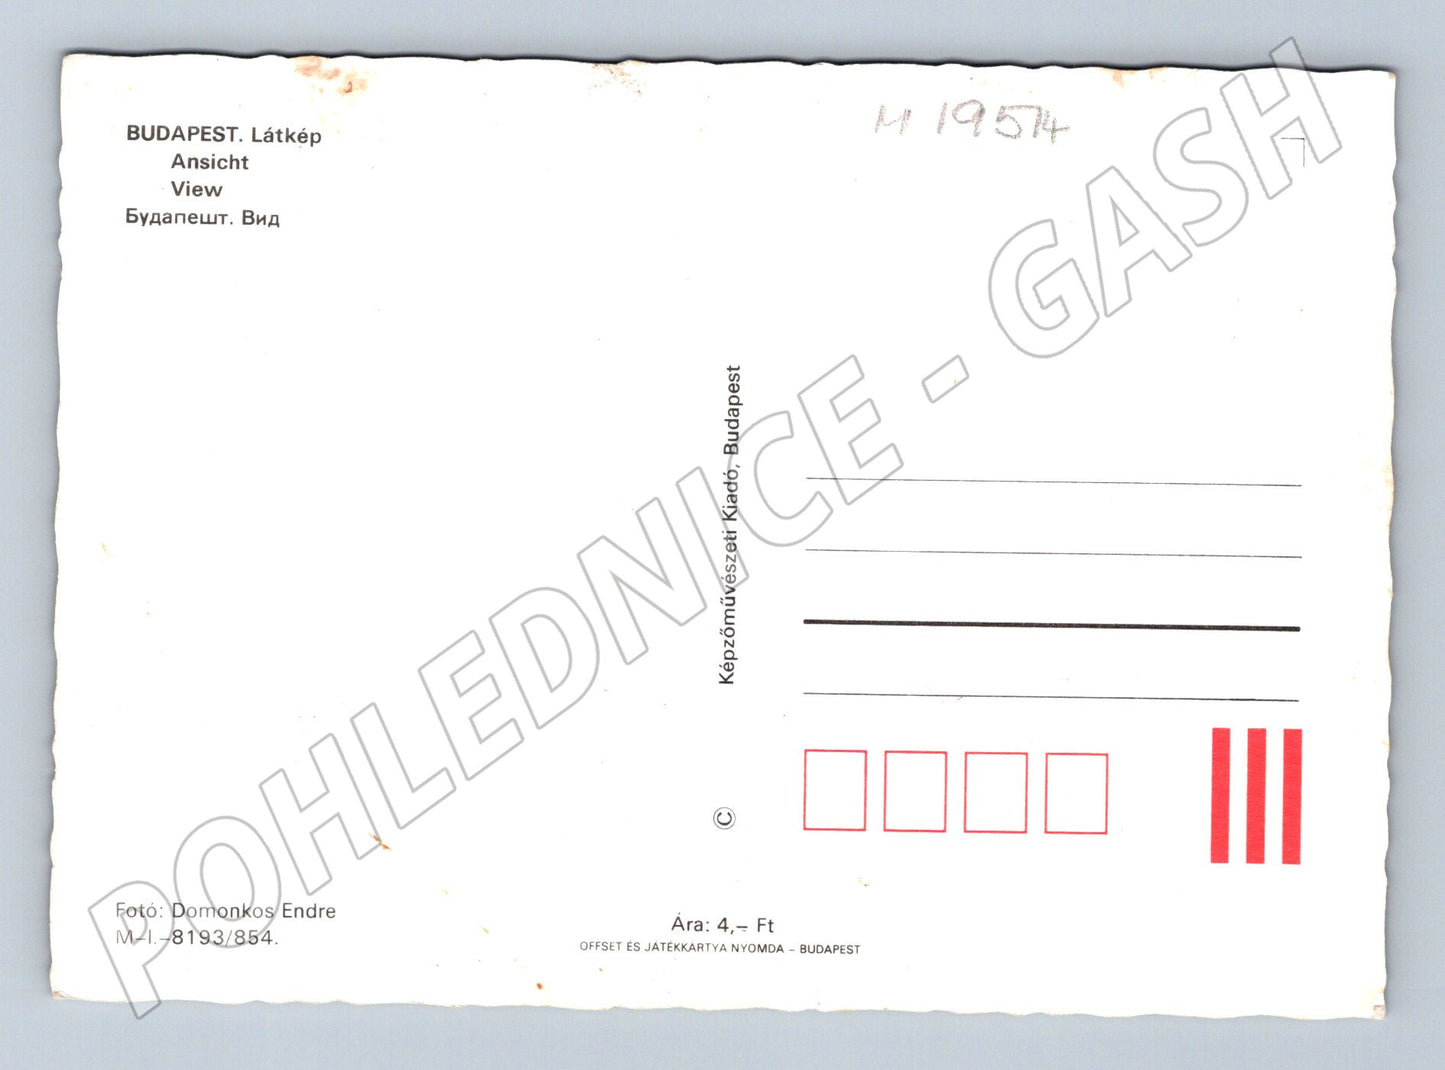 BUDAPEST. Látkép
Ansicht
View
Будапешт. Вид
M 19514
Képzőművészeti Kiadó, Budapest
©
Fotó: Domonkos Endre
M–I.–8193/854.
Ára: 4,– Ft
OFFSET ÉS JÁTÉKKARTYA NYOMDA – BUDAPEST
POHLEDNICE - GASH